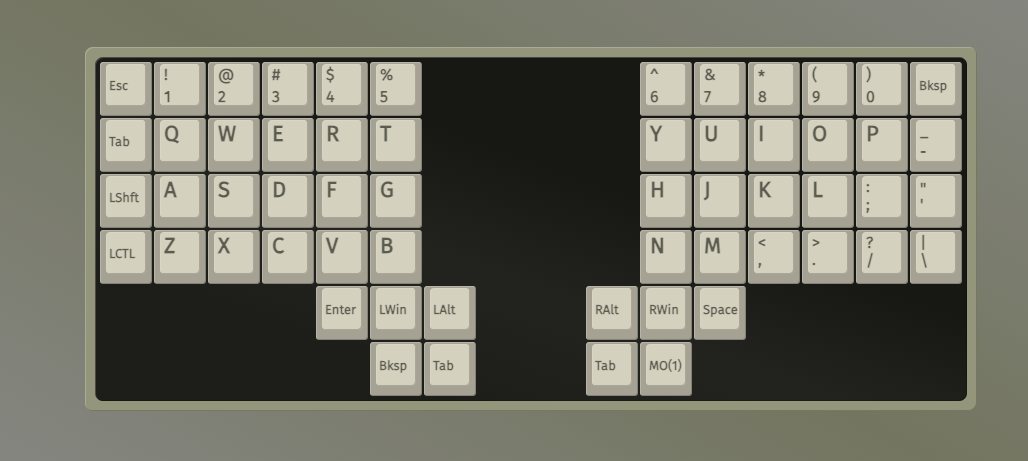 Esc ! 1 @ 2 # 3 $ 4 % 5 ^ 6 & 7 * 8 ( 9 ) 0 Bksp
Tab Q W E R T Y U I O P _ -
LShft A S D F G H J K L : ; " '
LCTL Z X C V B N M < , > . ? / | \
Enter LWin LAlt RAlt RWin Space
Bksp Tab Tab MO(1)